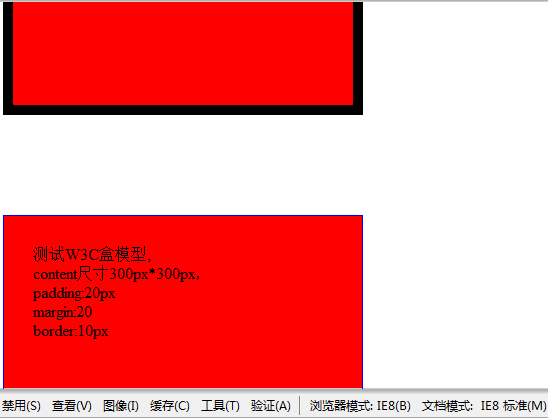 测试W3C盒模型,
content尺寸300px*300px,
padding:20px
margin:20
border:10px
禁用(S) 查看(V) 图像(I) 缓存(C) 工具(T) 验证(A) 浏览器模式: IE8(B) 文档模式: IE8 标准(M)